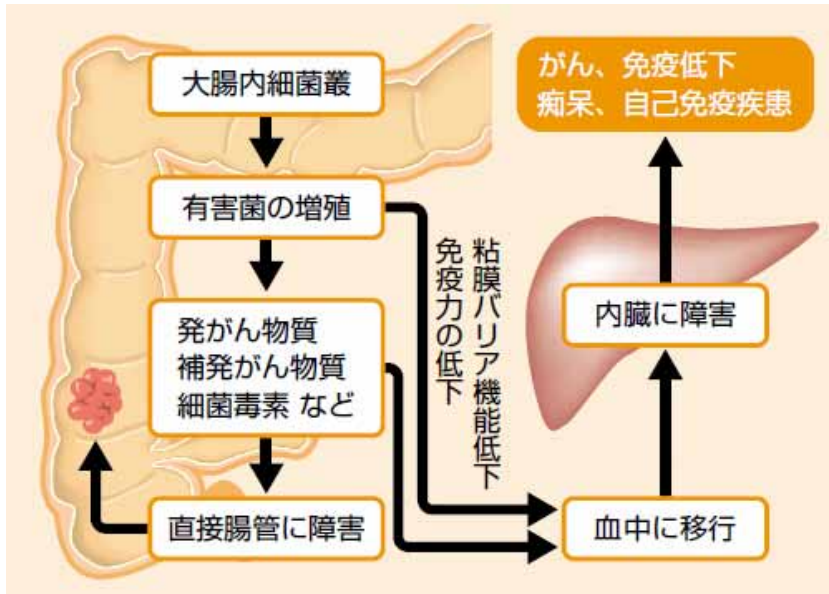 大腸内細菌叢
有害菌の増殖
発がん物質
補発がん物質
細菌毒素 など
直接腸管に障害
粘膜バリア機能低下
免疫力の低下
血中に移行
内臓に障害
がん、免疫低下
痴呆、自己免疫疾患